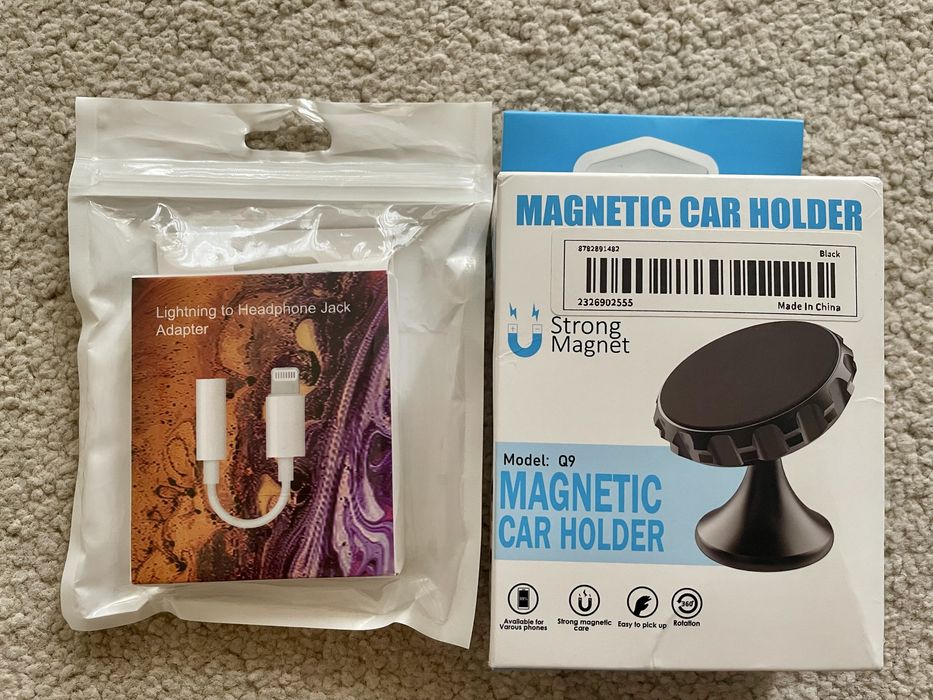 Lightning to Headphone Jack
Adapter
MAGNETIC CAR HOLDER
8782891482
Black
2326902555
Made In China
Strong
Magnet
Model: Q9
MAGNETIC
CAR HOLDER
Available for
Various phones
Strong magnetic
care
Easy to pick up
360°
Rotation